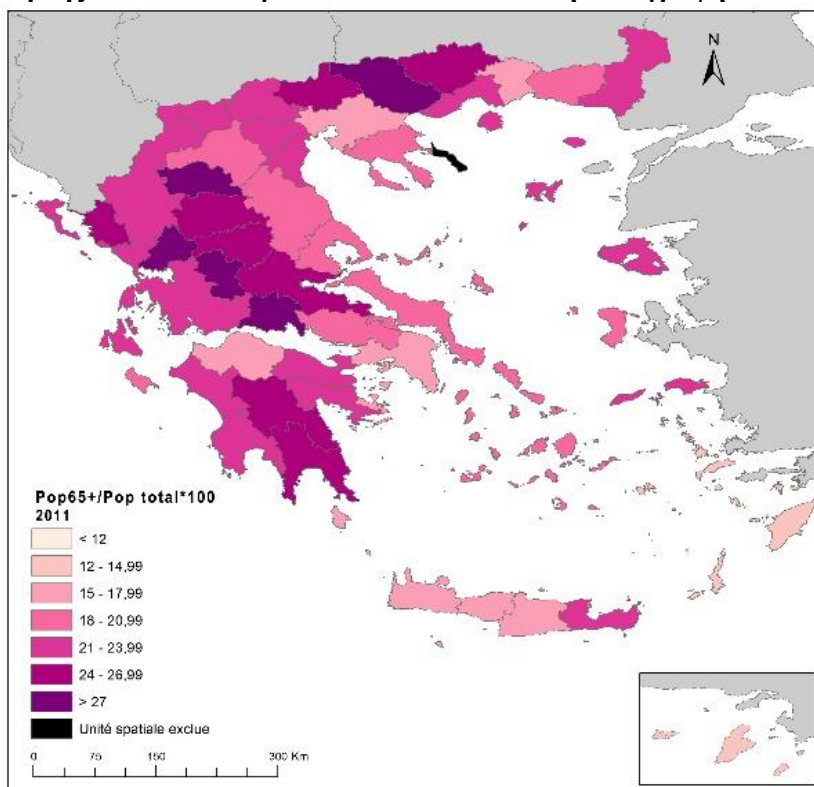 N
Pop65+/Pop total*100
2011
< 12
12 - 14,99
15 - 17,99
18 - 20,99
21 - 23,99
24 - 26,99
> 27
Unité spatiale exclue
0 75 150 300 Km